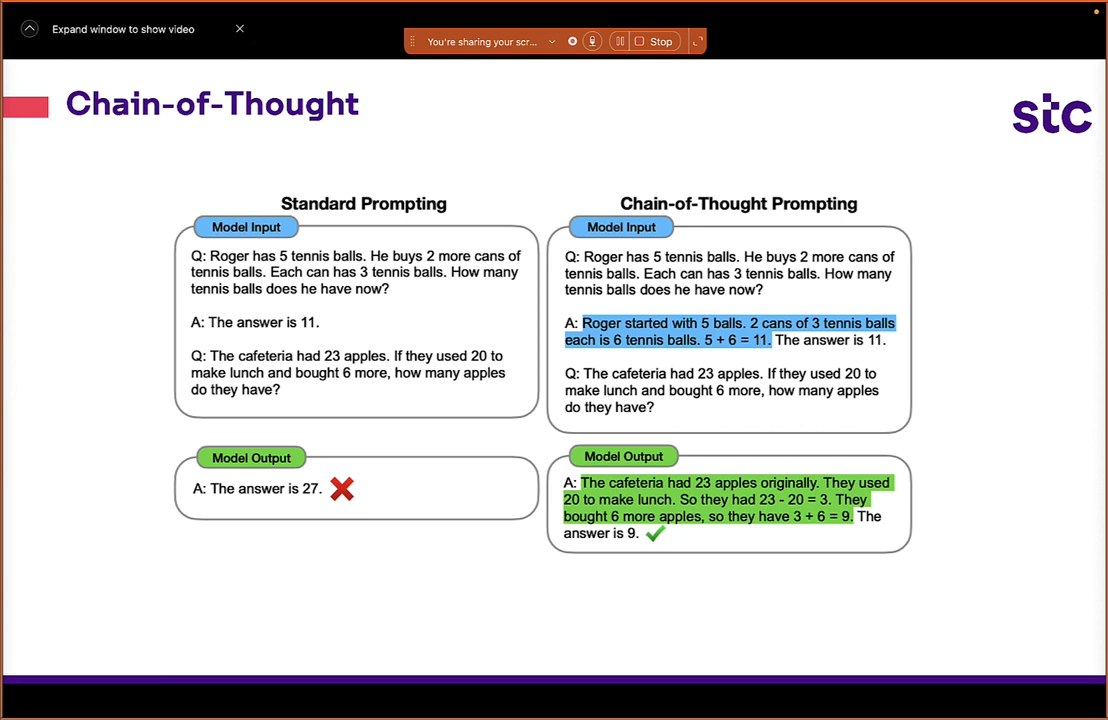 Expand window to show video
You're sharing your scr...
Stop
Chain-of-Thought
stc
Standard Prompting
Model Input
Q: Roger has 5 tennis balls. He buys 2 more cans of
tennis balls. Each can has 3 tennis balls. How many
tennis balls does he have now?
A: The answer is 11.
Q: The cafeteria had 23 apples. If they used 20 to
make lunch and bought 6 more, how many apples
do they have?
Model Output
A: The answer is 27.
Chain-of-Thought Prompting
Model Input
Q: Roger has 5 tennis balls. He buys 2 more cans of
tennis balls. Each can has 3 tennis balls. How many
tennis balls does he have now?
A: Roger started with 5 balls. 2 cans of 3 tennis balls
each is 6 tennis balls. 5 + 6 = 11. The answer is 11.
Q: The cafeteria had 23 apples. If they used 20 to
make lunch and bought 6 more, how many apples
do they have?
Model Output
A: The cafeteria had 23 apples originally. They used
20 to make lunch. So they had 23 - 20 = 3. They
bought 6 more apples, so they have 3 + 6 = 9. The
answer is 9.